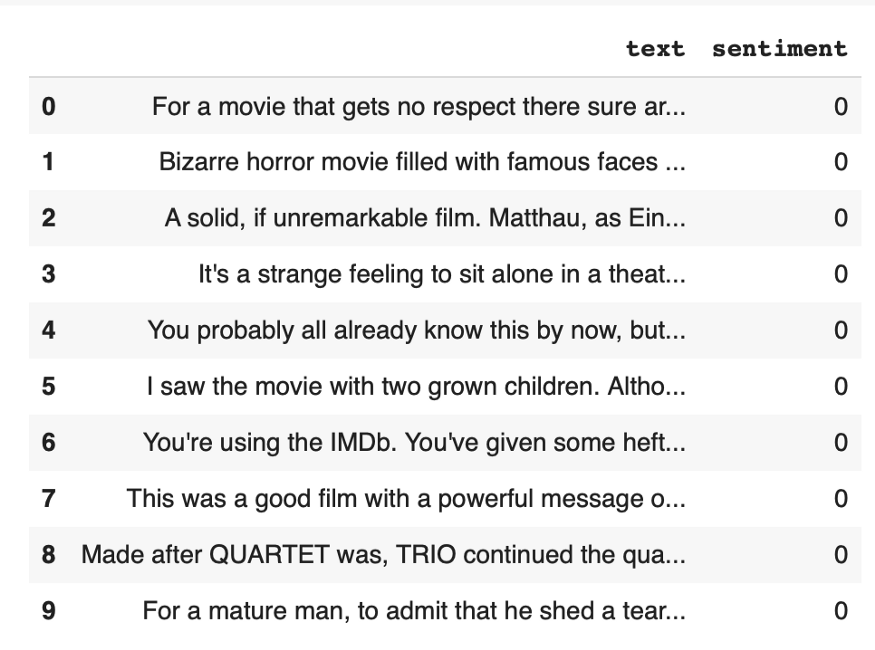 text sentiment
0 For a movie that gets no respect there sure ar... 0
1 Bizarre horror movie filled with famous faces ... 0
2 A solid, if unremarkable film. Matthau, as Ein... 0
3 It's a strange feeling to sit alone in a theat... 0
4 You probably all already know this by now, but... 0
5 I saw the movie with two grown children. Altho... 0
6 You're using the IMDb. You've given some heft... 0
7 This was a good film with a powerful message o... 0
8 Made after QUARTET was, TRIO continued the qua... 0
9 For a mature man, to admit that he shed a tear... 0